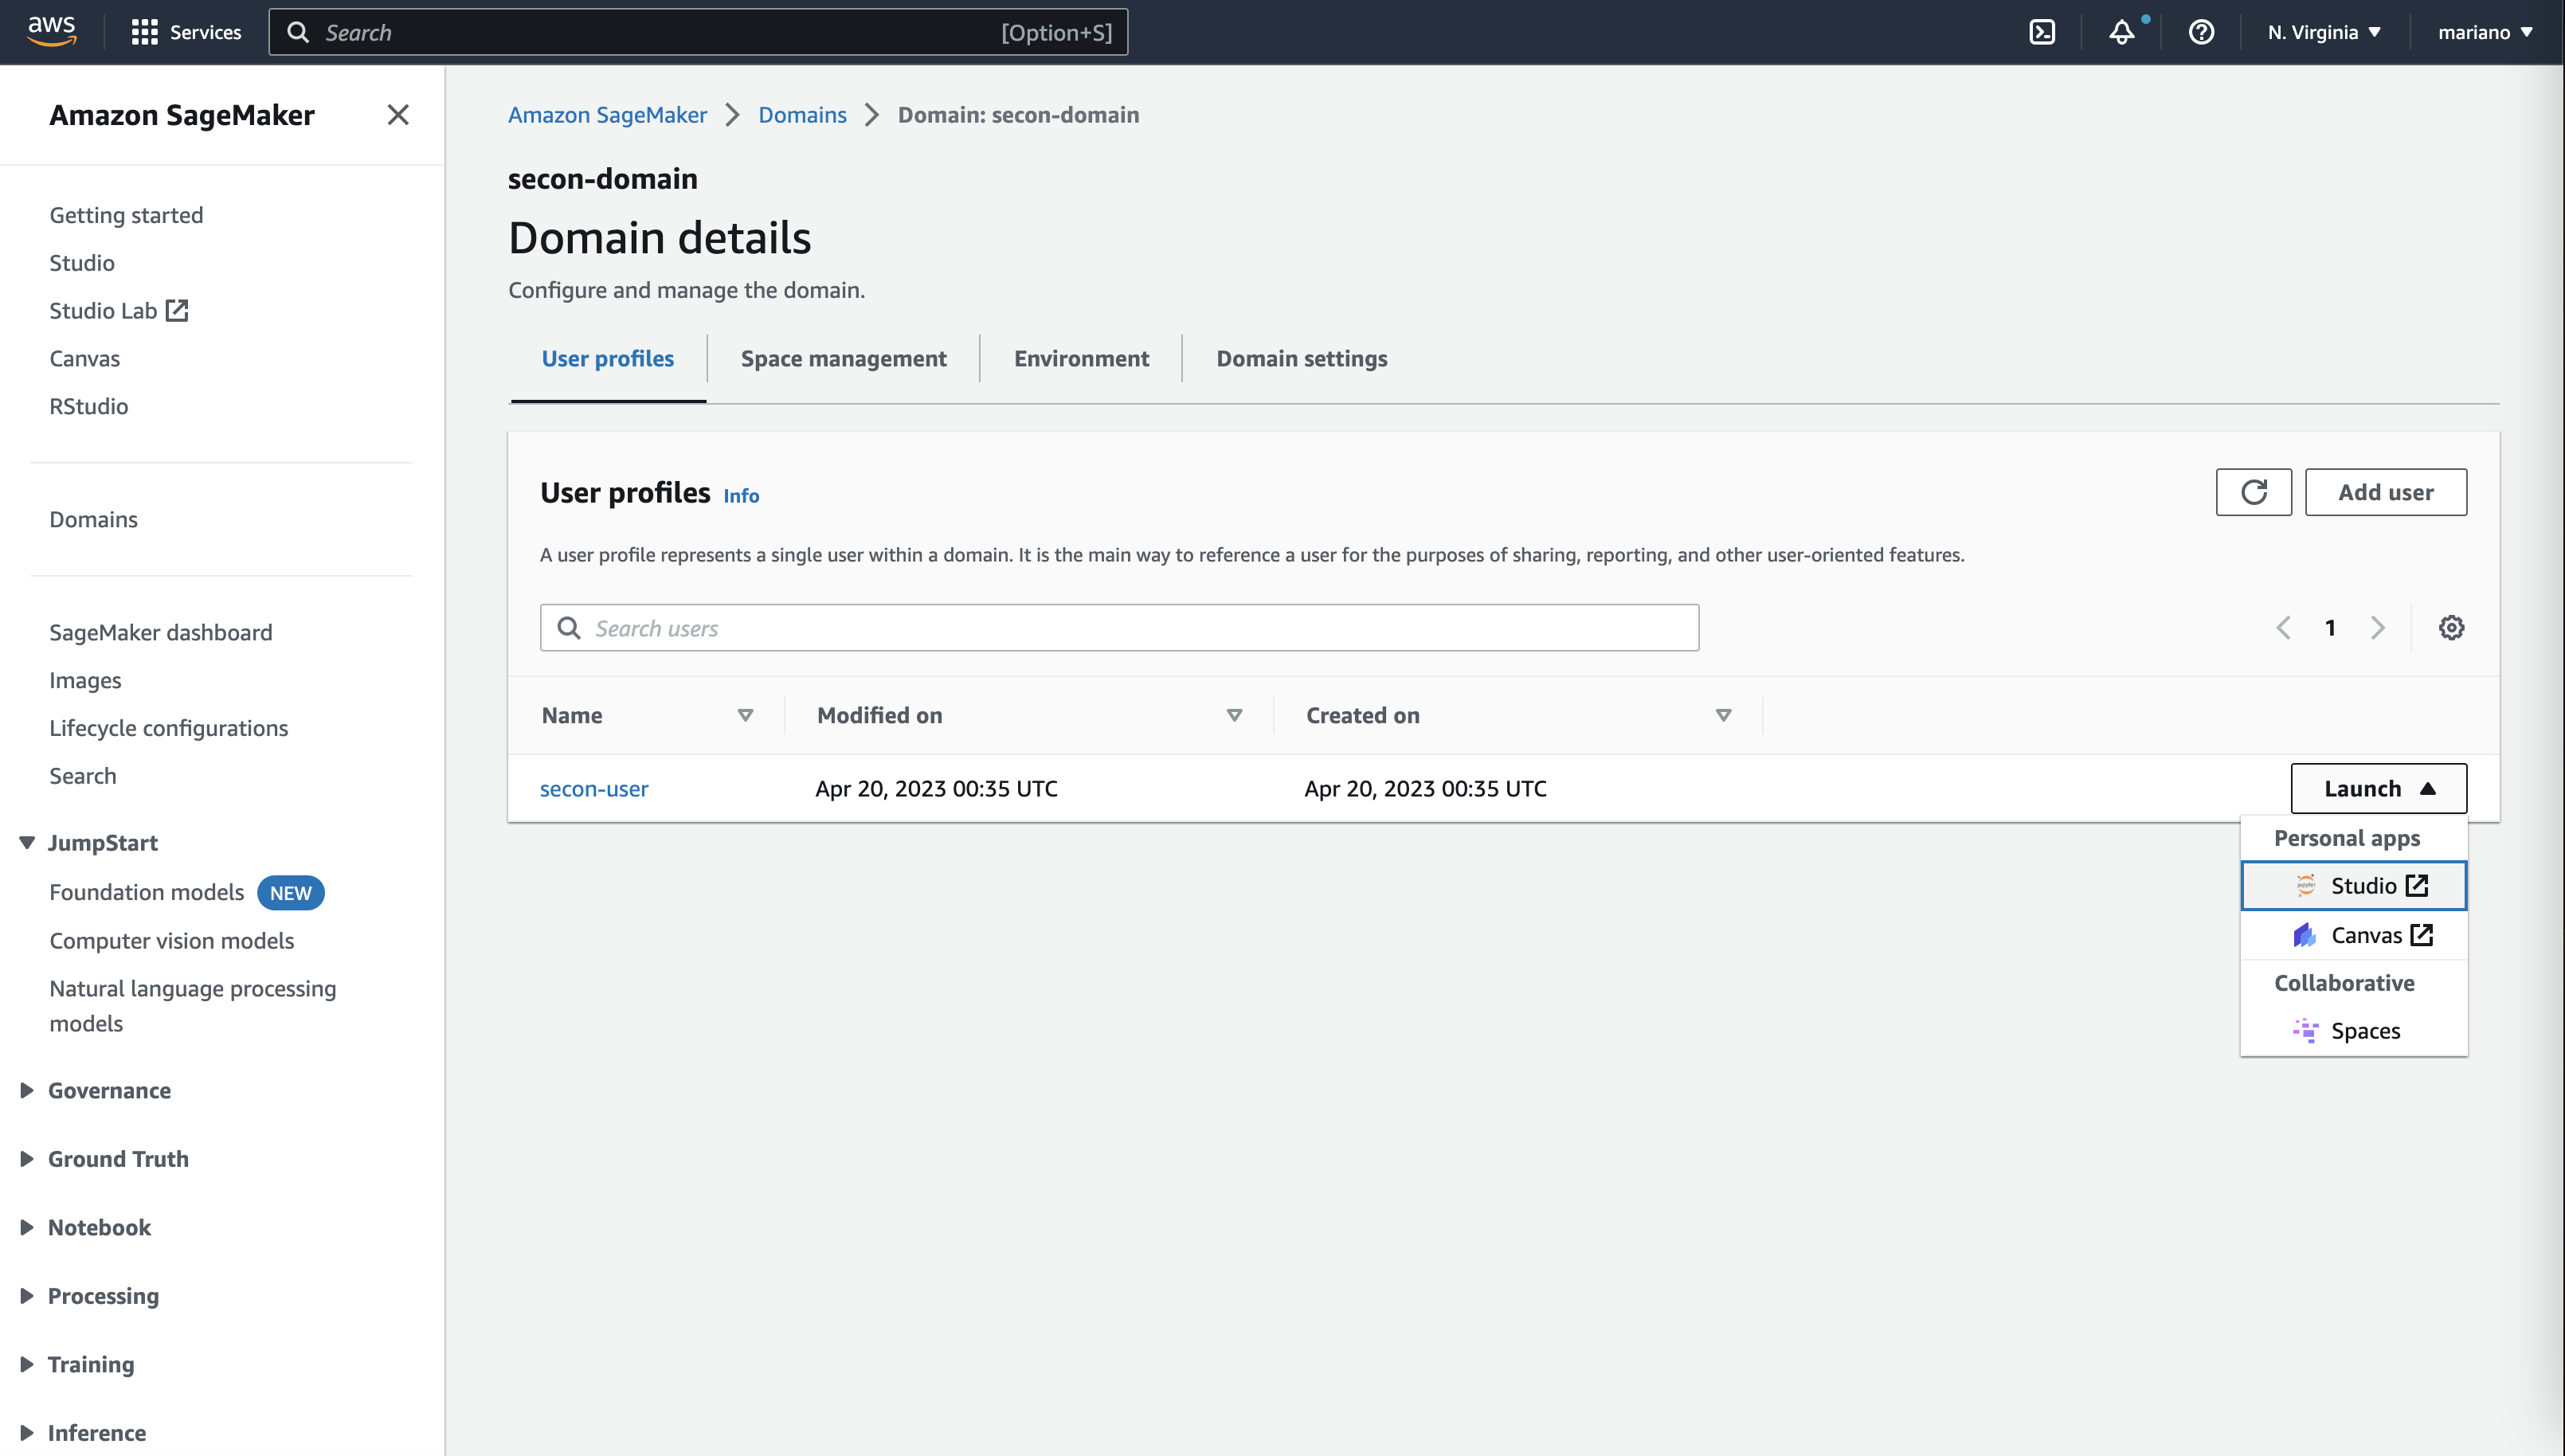 aws
Services
Search
[Option+S]
N. Virginia
mariano
Amazon SageMaker
Getting started
Studio
Studio Lab
Canvas
RStudio
Domains
SageMaker dashboard
Images
Lifecycle configurations
Search
JumpStart
Foundation models NEW
Computer vision models
Natural language processing
models
Governance
Ground Truth
Notebook
Processing
Training
Inference
Amazon SageMaker > Domains > Domain: secon-domain
secon-domain
Domain details
Configure and manage the domain.
User profiles
Space management
Environment
Domain settings
User profiles Info
Add user
A user profile represents a single user within a domain. It is the main way to reference a user for the purposes of sharing, reporting, and other user-oriented features.
Search users
1
Name
Modified on
Created on
secon-user
Apr 20, 2023 00:35 UTC
Apr 20, 2023 00:35 UTC
Launch
Personal apps
Studio
Canvas
Collaborative
Spaces